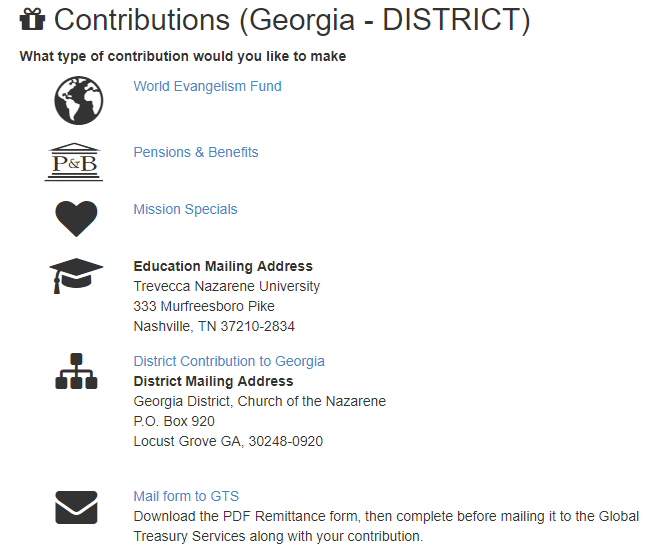 Contributions (Georgia - DISTRICT)
What type of contribution would you like to make
World Evangelism Fund
P&B
Pensions & Benefits
Mission Specials
Education Mailing Address
Trevecca Nazarene University
333 Murfreesboro Pike
Nashville, TN 37210-2834
District Contribution to Georgia
District Mailing Address
Georgia District, Church of the Nazarene
P.O. Box 920
Locust Grove GA, 30248-0920
Mail form to GTS
Download the PDF Remittance form, then complete before mailing it to the Global
Treasury Services along with your contribution.